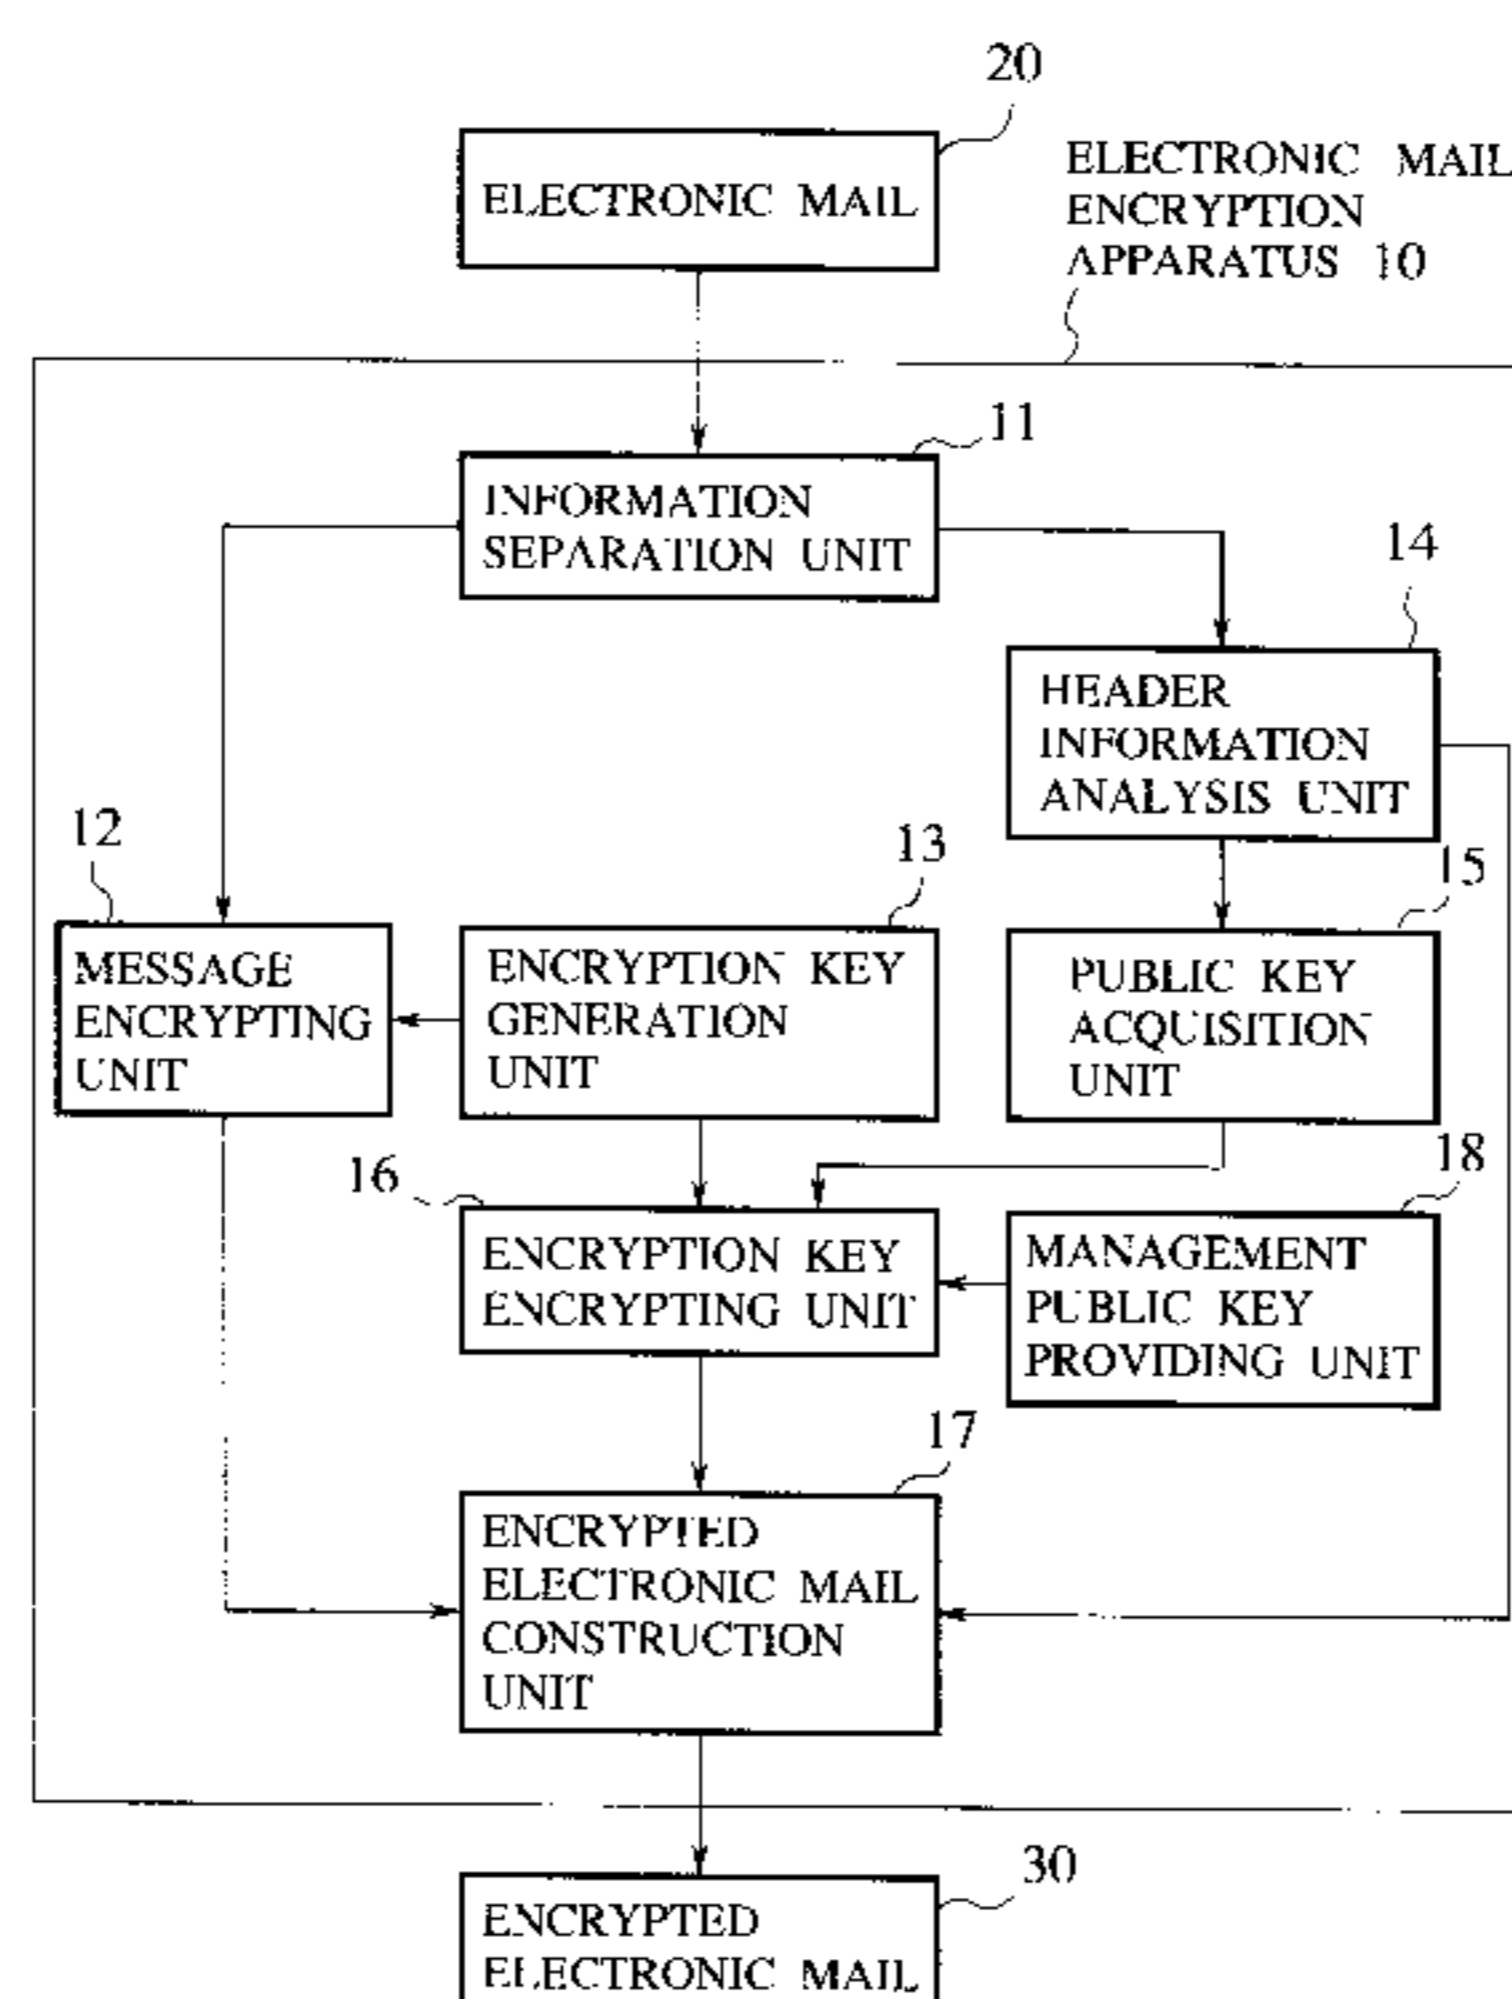 20
ELECTRONIC MAIL
ELECTRONIC MAIL
ENCRYPTION
APPARATUS 10
11
INFORMATION
SEPARATION UNIT
14
HEADER
INFORMATION
ANALYSIS UNIT
12
MESSAGE
ENCRYPTING
UNIT
13
ENCRYPTION KEY
GENERATION
UNIT
15
PUBLIC KEY
ACQUISITION
UNIT
16
ENCRYPTION KEY
ENCRYPTING UNIT
18
MANAGEMENT
PUBLIC KEY
PROVIDING UNIT
17
ENCRYPTED
ELECTRONIC MAIL
CONSTRUCTION
UNIT
30
ENCRYPTED
ELECTRONIC MAIL